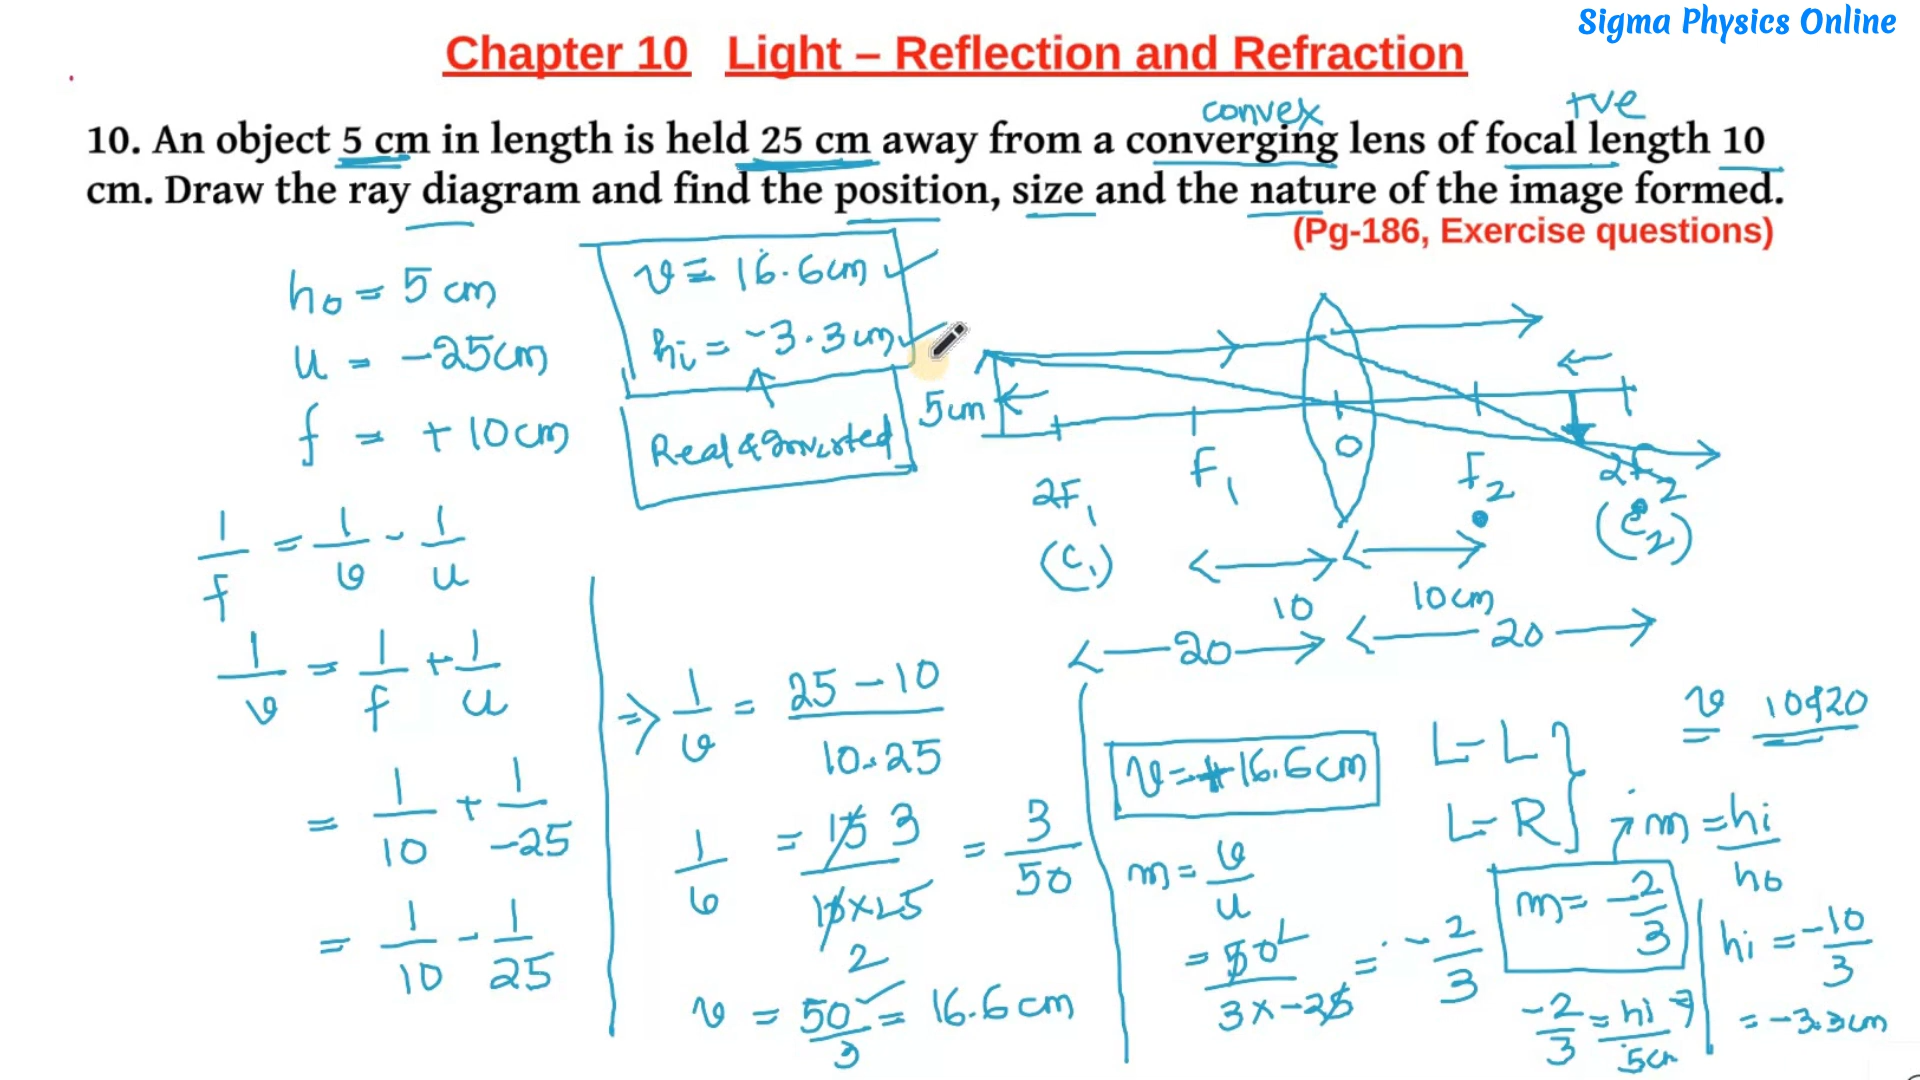 Sigma Physics Online
Chapter 10 Light – Reflection and Refraction
convex +ve
10. An object 5 cm in length is held 25 cm away from a converging lens of focal length 10
cm. Draw the ray diagram and find the position, size and the nature of the image formed.
(Pg-186, Exercise questions)
h₀ = 5 cm
u = -25cm
f = +10cm
1/f = 1/v - 1/u
1/v = 1/f + 1/u
= 1/10 + 1/-25
= 1/10 - 1/25
v = 16.6cm
hi = -3.3cm
Real & Inverted
5cm
2F₁
(C₁)
F₁
O
F₂
2F₂
(C₂)
10
10cm
20
20
⇒ 1/v = 25-10/10×25
1/v = 15 3/10×25 2 = 3/50
v = 50/3 = 16.6cm
v = +16.6cm
m = v/u
= 50 2/3×-25 = -2/3
L-L
L-R
v 10&20
m = hi/ho
m = -2/3
-2/3 = hi/5cm
hi = -10/3
= -3.3cm